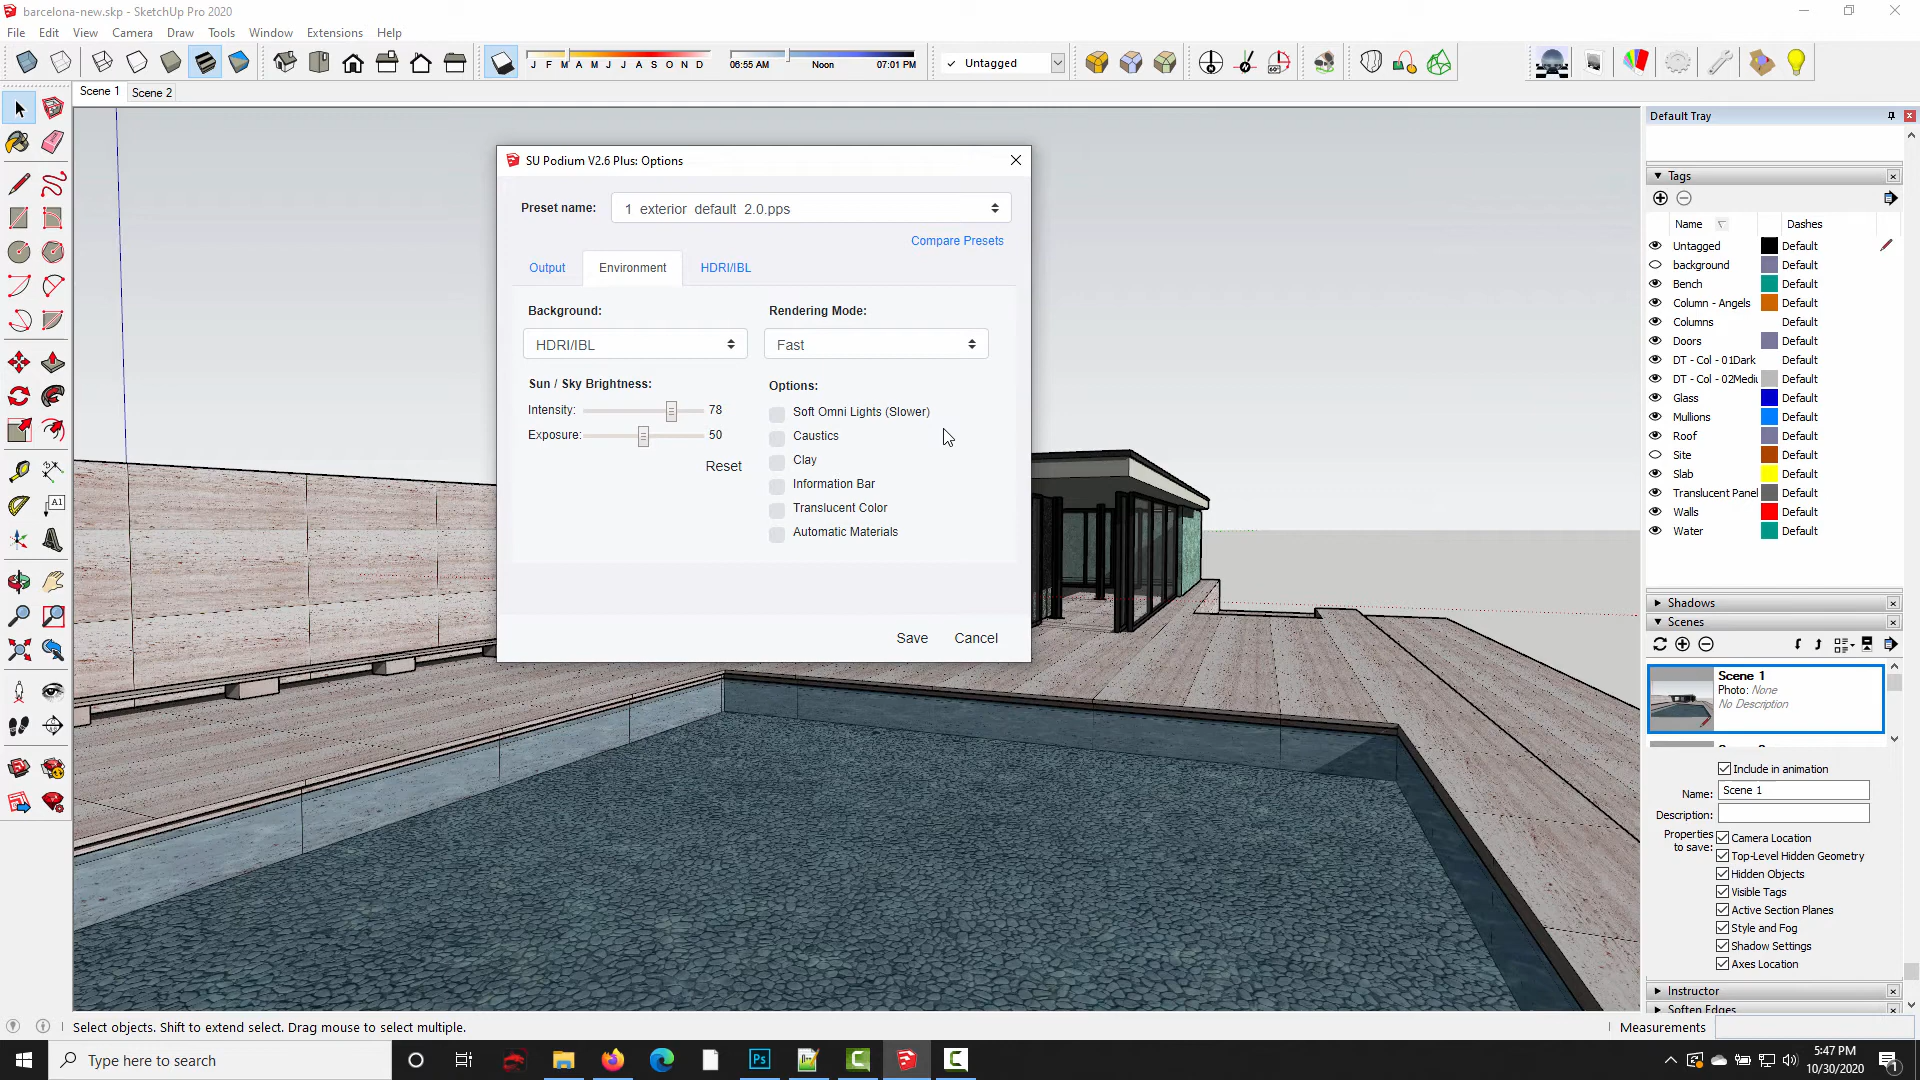 barcelona-new.skp - SketchUp Pro 2020
File Edit View Camera Draw Tools Window Extensions Help
J F M A M J J A S O N D
06:55 AM Noon 07:01 PM
Untagged
Scene 1 Scene 2
Default Tray
SU Podium V2.6 Plus: Options
Preset name: 1 exterior default 2.0.pps
Compare Presets
Output Environment HDRI/IBL
Background: Rendering Mode:
HDRI/IBL Fast
Sun / Sky Brightness: Options:
Intensity: 78 Soft Omni Lights (Slower)
Exposure: 50 Caustics
Reset Clay
Information Bar
Translucent Color
Automatic Materials
Save Cancel
A1
Tags
Name Dashes
Untagged Default
background Default
Bench Default
Column - Angels Default
Columns Default
Doors Default
DT - Col - 01Dark Default
DT - Col - 02Mediu Default
Glass Default
Mullions Default
Roof Default
Site Default
Slab Default
Translucent Panel Default
Walls Default
Water Default
Shadows
Scenes
Scene 1
Photo: None
No Description
Include in animation
Name: Scene 1
Description:
Properties to save:
Camera Location
Top-Level Hidden Geometry
Hidden Objects
Visible Tags
Active Section Planes
Style and Fog
Shadow Settings
Axes Location
Instructor
Soften Edges
Select objects. Shift to extend select. Drag mouse to select multiple.
Measurements
Type here to search
Ps
5:47 PM
10/30/2020
1